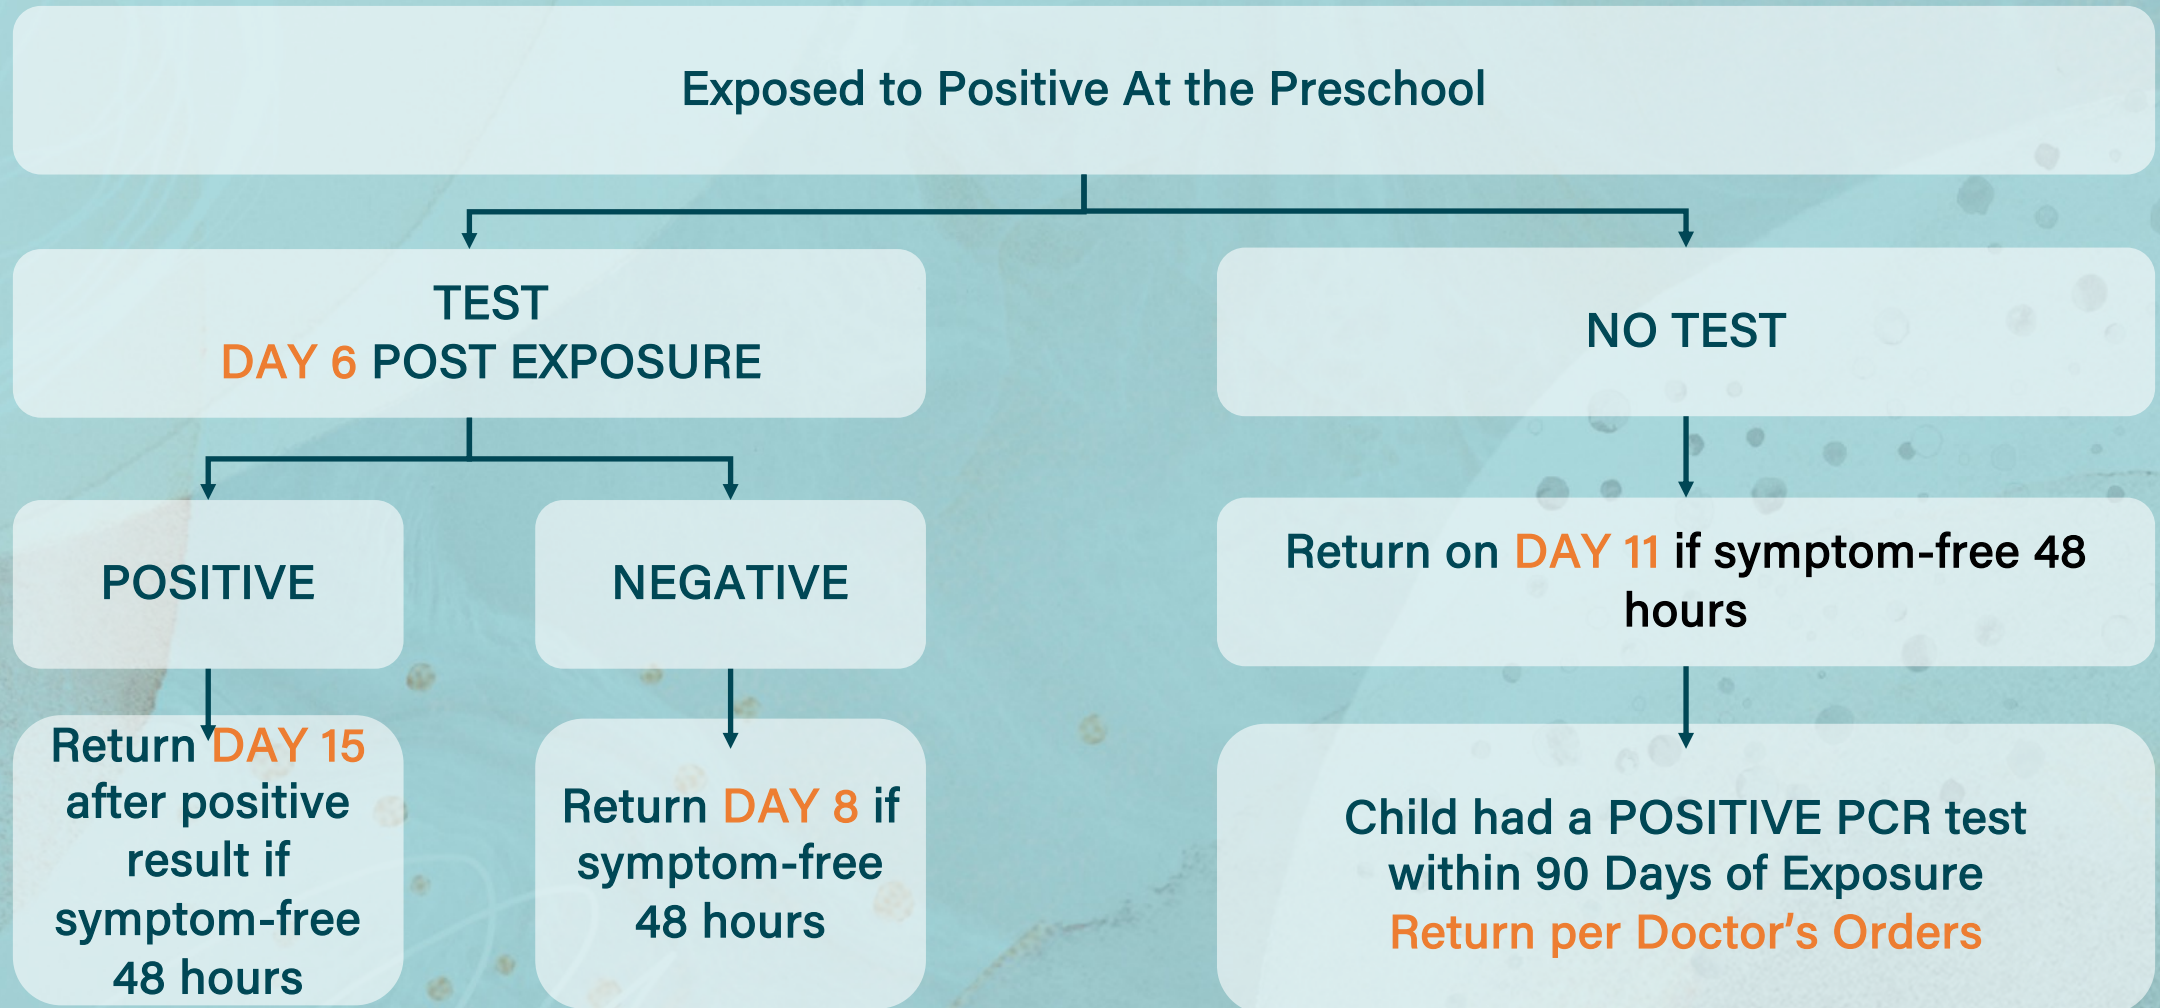 Exposed to Positive At the Preschool
TEST
DAY 6 POST EXPOSURE
NO TEST
POSITIVE
NEGATIVE
Return on DAY 11 if symptom-free 48
hours
Return DAY 15
after positive
result if
symptom-free
48 hours
Return DAY 8 if
symptom-free
48 hours
Child had a POSITIVE PCR test
within 90 Days of Exposure
Return per Doctor’s Orders